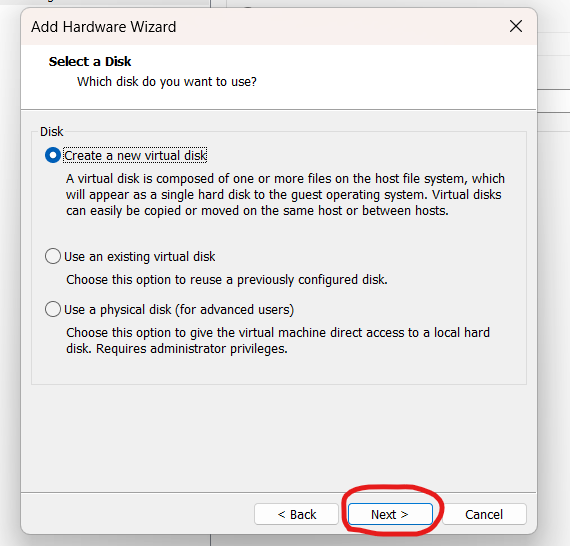 Add Hardware Wizard
Select a Disk
Which disk do you want to use?
Disk
Create a new virtual disk
A virtual disk is composed of one or more files on the host file system, which
will appear as a single hard disk to the guest operating system. Virtual disks
can easily be copied or moved on the same host or between hosts.
Use an existing virtual disk
Choose this option to reuse a previously configured disk.
Use a physical disk (for advanced users)
Choose this option to give the virtual machine direct access to a local hard
disk. Requires administrator privileges.
< Back Next > Cancel